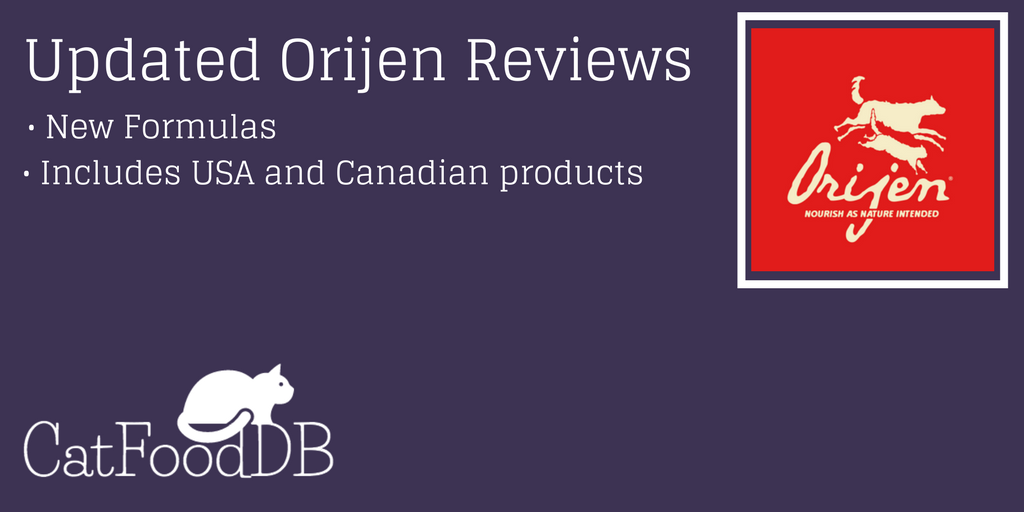 Updated Orijen Reviews
• New Formulas
• Includes USA and Canadian products
Orijen®
NOURISH AS NATURE INTENDED
CatFoodDB